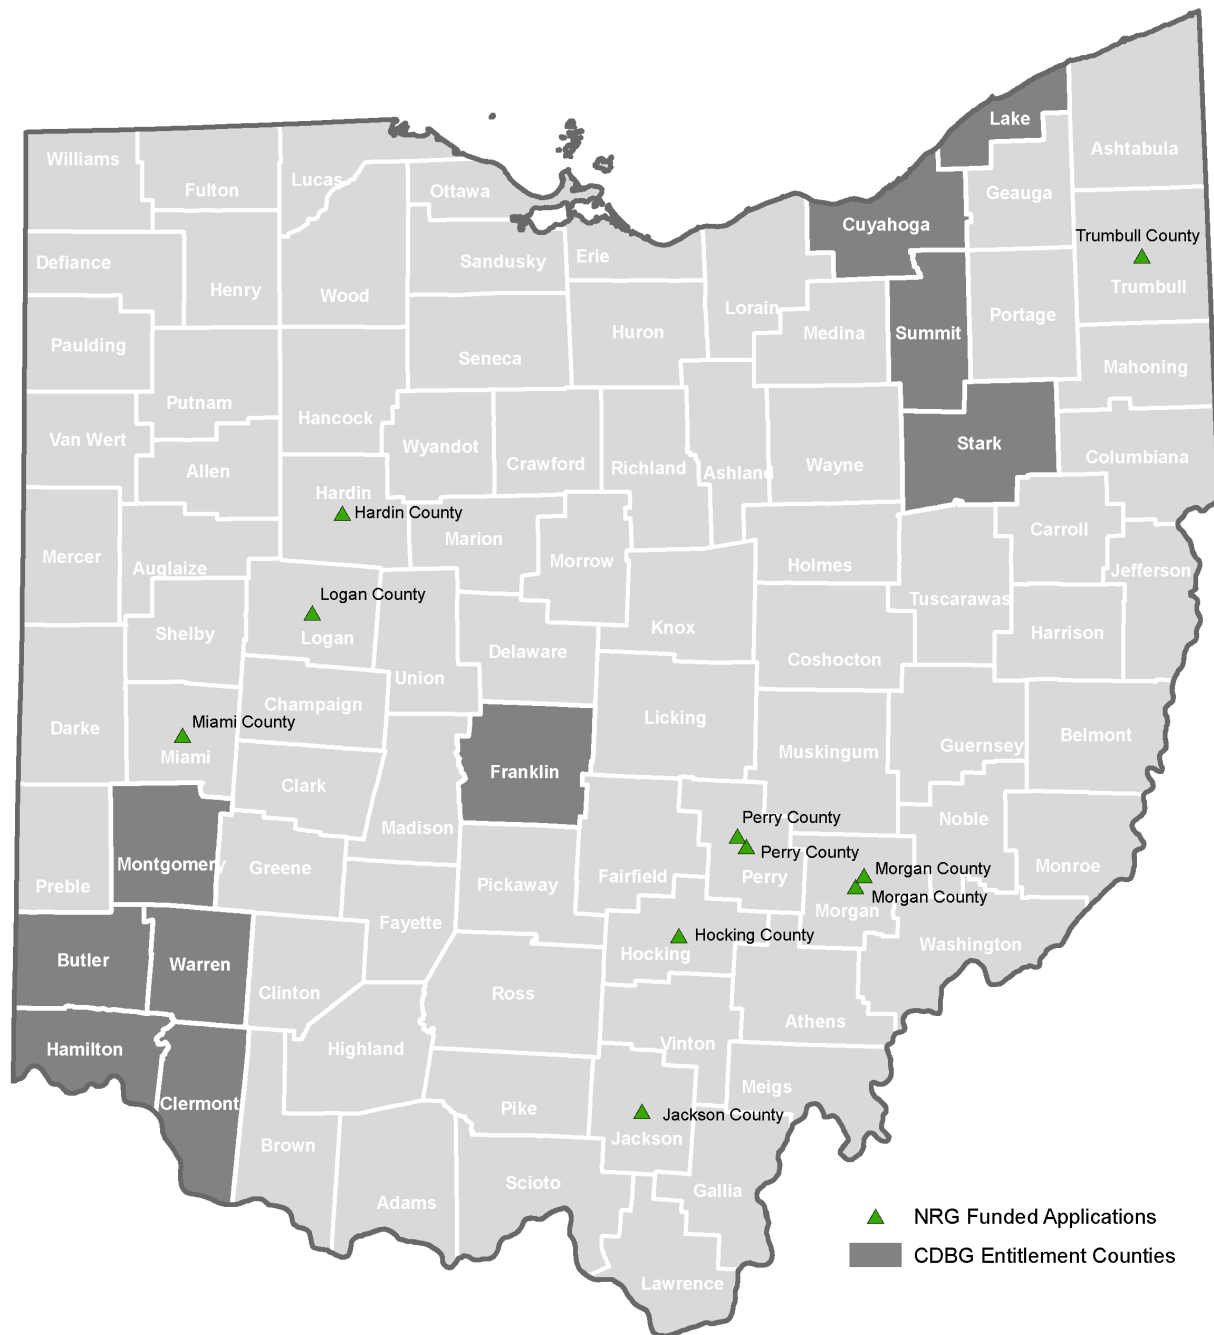 Lake
Ashtabula
Williams
Fulton
Lucas
Ottawa
Geauga
Cuyahoga
Trumbull County
Trumbull
Defiance
Henry
Wood
Sandusky
Erie
Lorain
Medina
Summit
Portage
Paulding
Seneca
Huron
Mahoning
Putnam
Hancock
Van Wert
Allen
Wyandot
Crawford
Richland
Ashland
Wayne
Stark
Columbiana
Hardin
Hardin County
Marion
Morrow
Holmes
Carroll
Jefferson
Mercer
Auglaize
Logan County
Logan
Shelby
Tuscarawas
Harrison
Knox
Coshocton
Delaware
Union
Champaign
Licking
Darke
Miami County
Miami
Muskingum
Guernsey
Belmont
Clark
Franklin
Madison
Perry County
Perry County
Perry
Noble
Monroe
Montgomery
Greene
Preble
Pickaway
Fairfield
Morgan County
Morgan County
Morgan
Fayette
Hocking County
Hocking
Washington
Butler
Warren
Clinton
Ross
Athens
Vinton
Hamilton
Highland
Meigs
Clermont
Pike
Jackson County
Jackson
Brown
Adams
Scioto
Gallia
Lawrence
NRG Funded Applications
CDBG Entitlement Counties